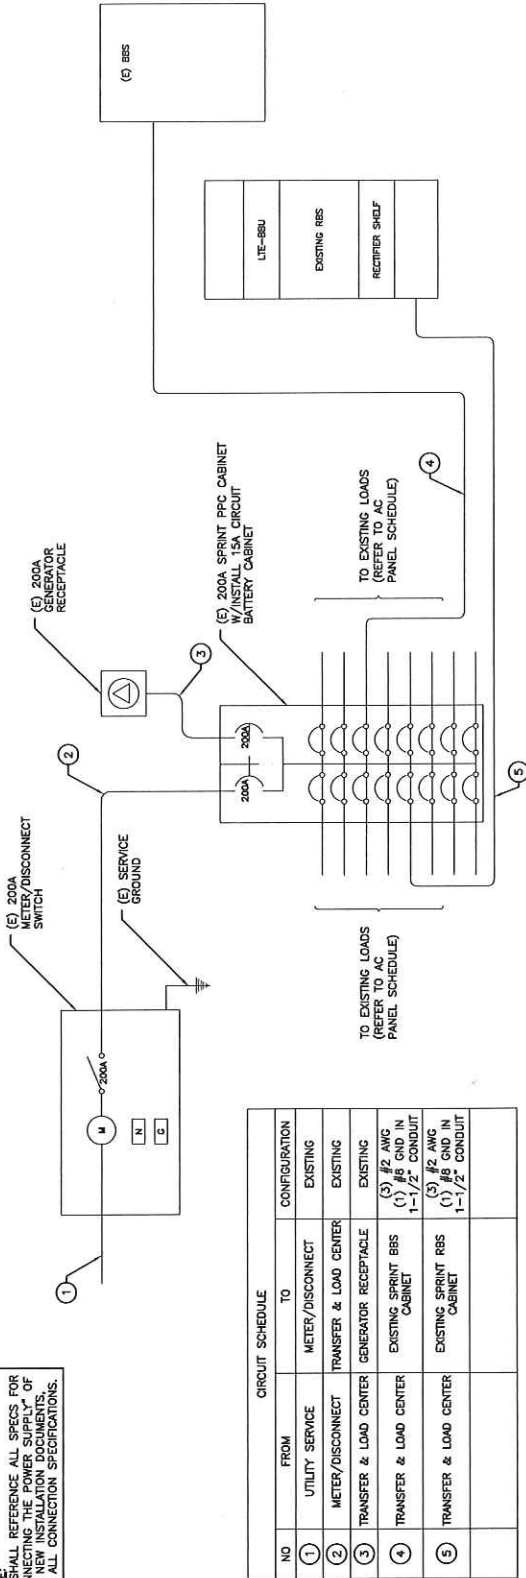 E:
SHALL REFERENCE ALL SPECS FOR
NNECTING THE POWER SUPPLY" OF
NEW INSTALLATION DOCUMENTS,
ALL CONNECTION SPECIFICATIONS.
(E) 200A
METER/DISCONNECT
SWITCH
1
M
200A
N
G
(E) SERVICE
GROUND
2
(E) 200A
GENERATOR
RECEPTACLE
3
200A
200A
(E) 200A SPRINT PPC CABINET
W/INSTALL 15A CIRCUIT
BATTERY CABINET
TO EXISTING LOADS
(REFER TO AC
PANEL SCHEDULE)
TO EXISTING LOADS
(REFER TO AC
PANEL SCHEDULE)
4
5
(E) BBS
LTE-BBU
EXISTING RBS
RECTIFIER SHELF
CIRCUIT SCHEDULE
NO FROM TO CONFIGURATION
1 UTILITY SERVICE METER/DISCONNECT EXISTING
2 METER/DISCONNECT TRANSFER & LOAD CENTER EXISTING
3 TRANSFER & LOAD CENTER GENERATOR RECEPTACLE EXISTING
4 TRANSFER & LOAD CENTER EXISTING SPRINT BBS CABINET (3) #2 AWG (1) #8 GND IN 1-1/2" CONDUIT
5 TRANSFER & LOAD CENTER EXISTING SPRINT RBS CABINET (3) #2 AWG (1) #8 GND IN 1-1/2" CONDUIT